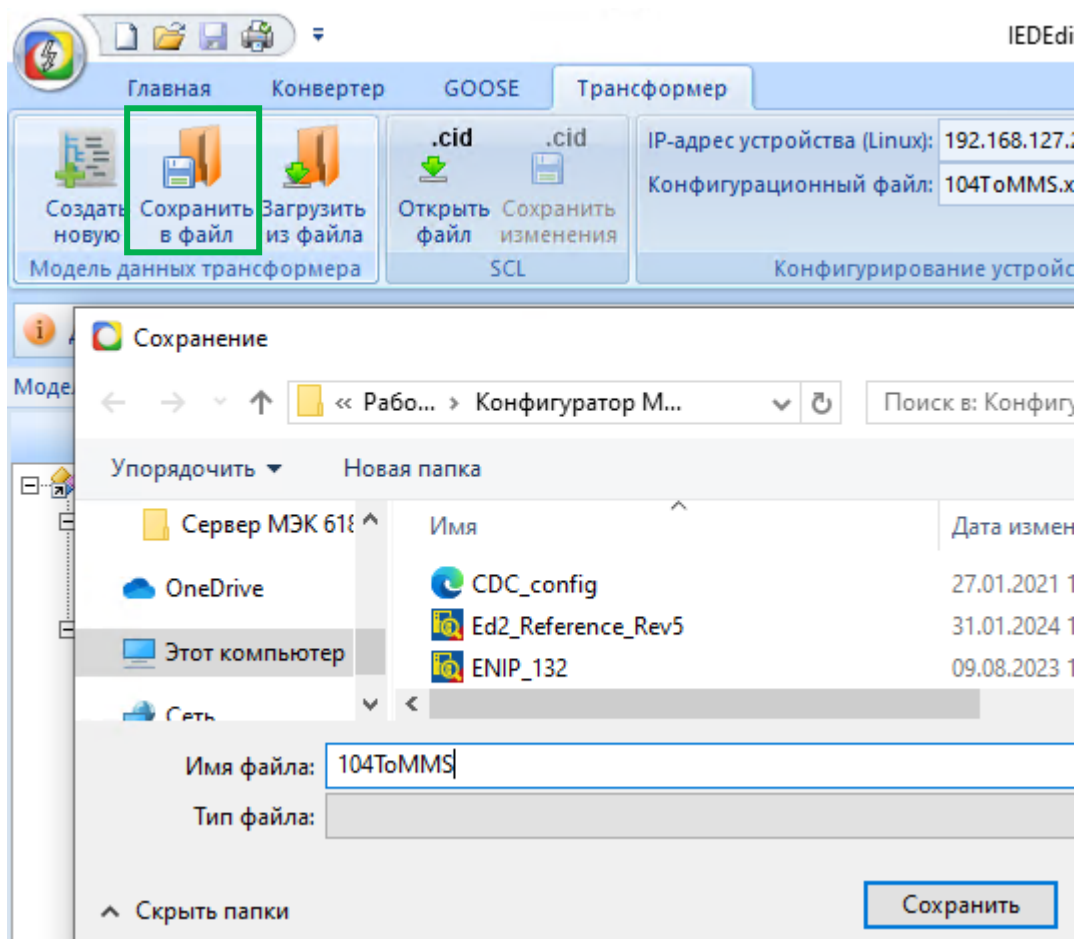 IEDEdi
Главная Конвертер GOOSE Трансформер
.cid .cid
IP-адрес устройства (Linux): 192.168.127.2
Конфигурационный файл: 104ToMMS.x
Создать Сохранить Загрузить Открыть Сохранить
новую в файл из файла файл изменения
Модель данных трансформера SCL Конфигурирование устройс
Сохранение
Моде
« Рабо... › Конфигуратор М... Поиск в: Конфигу
Упорядочить Новая папка
Сервер МЭК 618 Имя Дата измен
OneDrive CDC_config 27.01.2021 1
Ed2_Reference_Rev5 31.01.2024 1
Этот компьютер ENIP_132 09.08.2023 1
Сеть
Имя файла: 104ToMMS
Тип файла:
Скрыть папки Сохранить